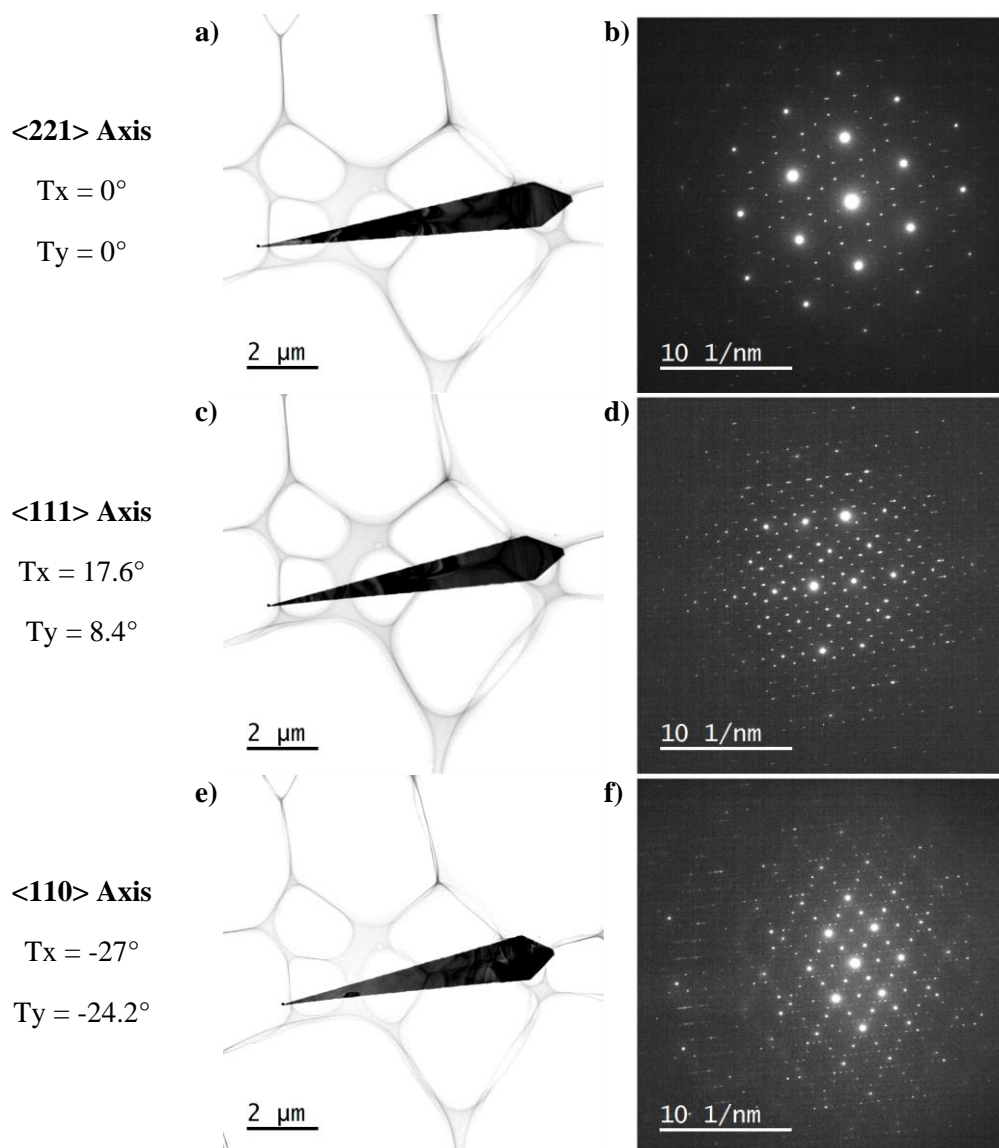 a)
b)
<221> Axis
Tx = 0°
Ty = 0°
2 µm
10 1/nm
c)
d)
<111> Axis
Tx = 17.6°
Ty = 8.4°
2 µm
10 1/nm
e)
f)
<110> Axis
Tx = -27°
Ty = -24.2°
2 µm
10 1/nm